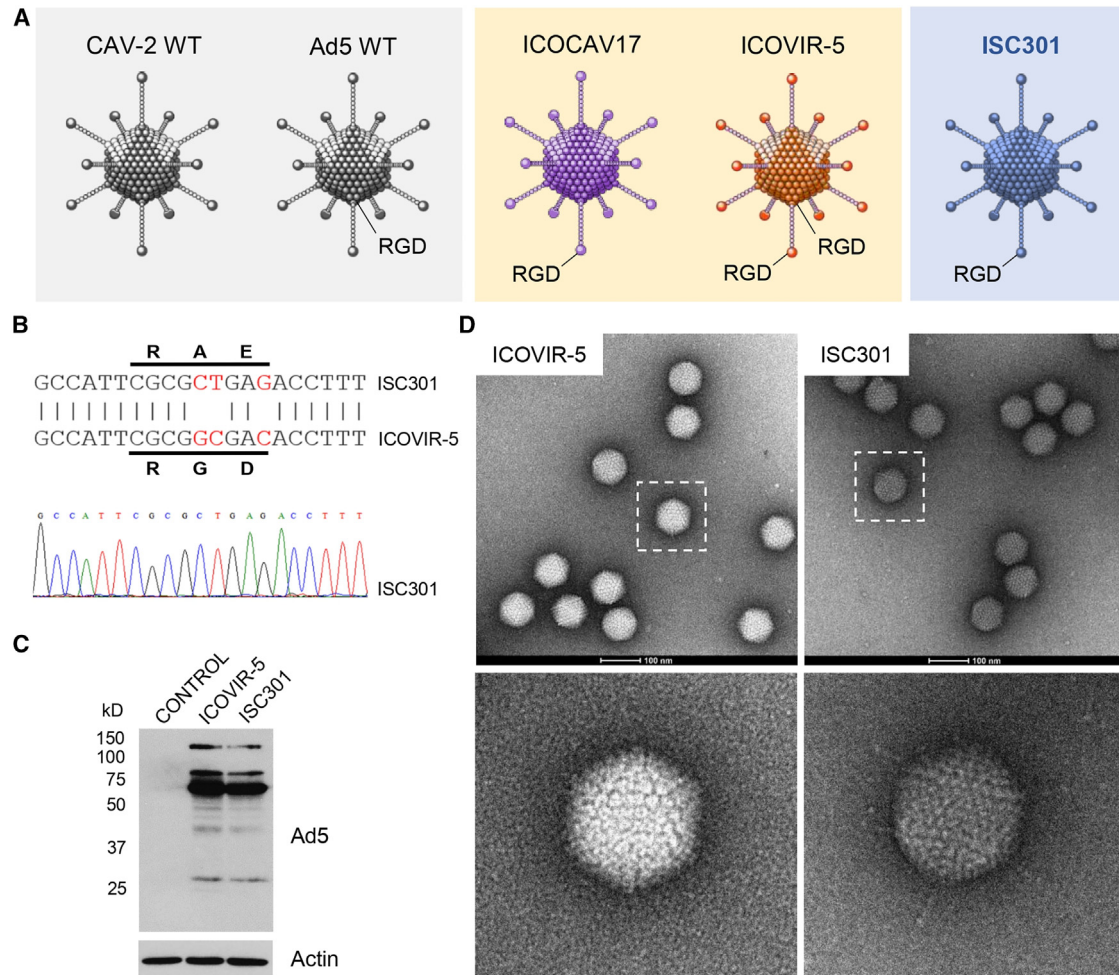 A
CAV-2 WT
Ad5 WT
RGD
ICOCAV17
ICOVIR-5
RGD
RGD
RGD
ISC301
RGD
B
R A E
GCCATTCGCGCTGAGACCTTT ISC301
GCCATTCGCGGCGACACCTTT ICOVIR-5
R G D
G C C A T T C G C G C T G A G A C C T T T
ISC301
C
kD
CONTROL
ICOVIR-5
ISC301
150
100
75
50
37
25
Ad5
Actin
D
ICOVIR-5
ISC301
100 nm
100 nm